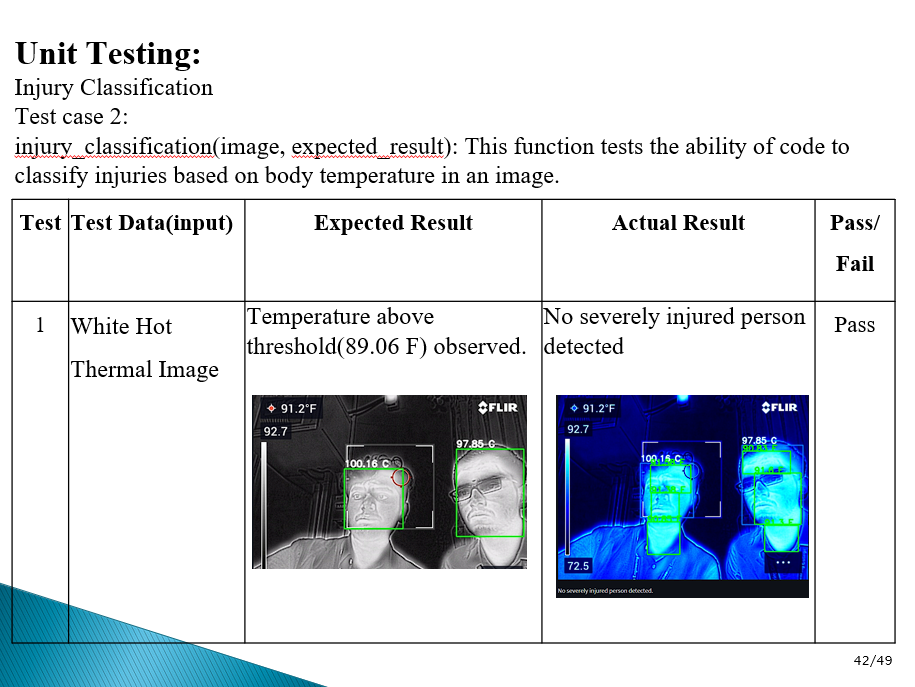 Unit Testing:
Injury Classification
Test case 2:
injury_classification(image, expected_result): This function tests the ability of code to
classify injuries based on body temperature in an image.
Test
Test Data(input)
Expected Result
Actual Result
Pass/
Fail
1
White Hot
Thermal Image
Temperature above
threshold(89.06 F) observed.
91.2°F
FLIR
92.7
97.85 C
100.16 C
No severely injured person
detected
91.2°F
FLIR
92.7
97.85 C
100.16 C
72.5
No severely injured person detected.
Pass
42/49